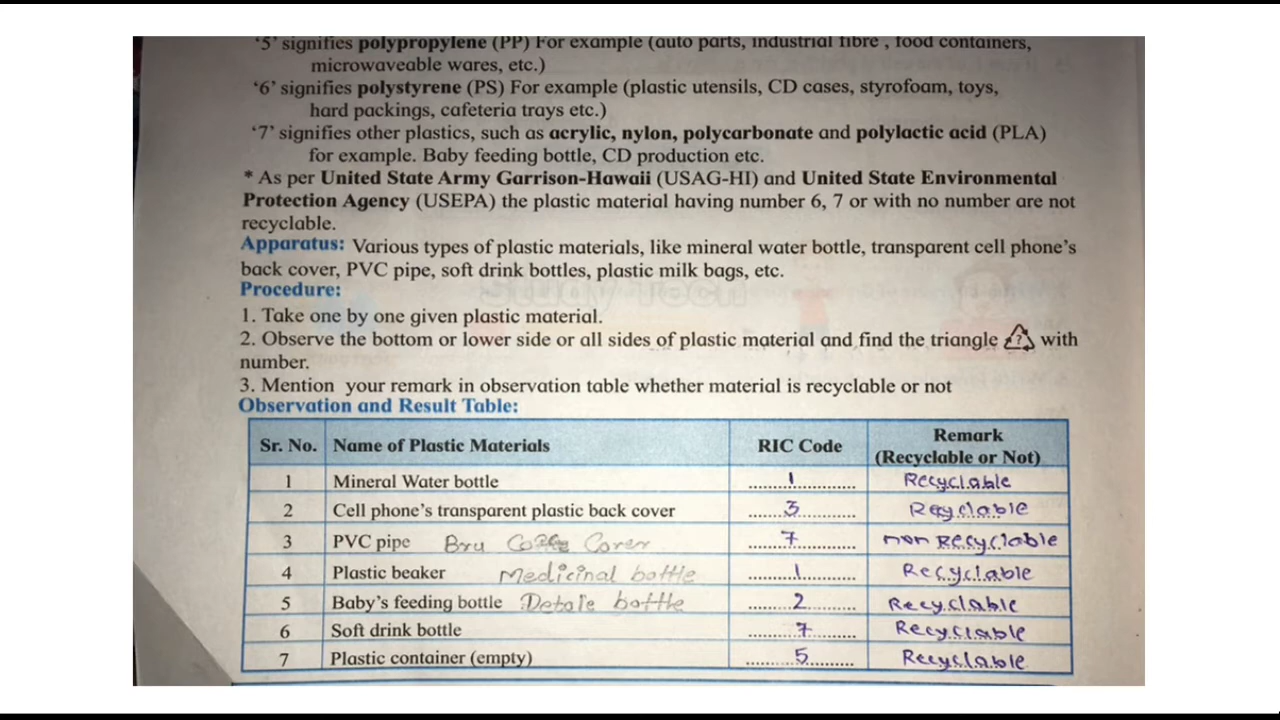 '5' signifies polypropylene (PP) For example (auto parts, industrial fibre , food containers,
microwaveable wares, etc.)
'6' signifies polystyrene (PS) For example (plastic utensils, CD cases, styrofoam, toys,
hard packings, cafeteria trays etc.)
'7' signifies other plastics, such as acrylic, nylon, polycarbonate and polylactic acid (PLA)
for example. Baby feeding bottle, CD production etc.
* As per United State Army Garrison-Hawaii (USAG-HI) and United State Environmental
Protection Agency (USEPA) the plastic material having number 6, 7 or with no number are not
recyclable.
Apparatus: Various types of plastic materials, like mineral water bottle, transparent cell phone's
back cover, PVC pipe, soft drink bottles, plastic milk bags, etc.
Study Tech
Procedure:
1. Take one by one given plastic material.
2. Observe the bottom or lower side or all sides of plastic material and find the triangle ? with
number.
3. Mention your remark in observation table whether material is recyclable or not
Observation and Result Table:
Sr. No. Name of Plastic Materials RIC Code Remark (Recyclable or Not)
1 Mineral Water bottle 1 Recyclable
2 Cell phone's transparent plastic back cover 3 Recyclable
3 PVC pipe Bru Cover 7 non Recyclable
4 Plastic beaker Medicinal bottle 1 Recyclable
5 Baby's feeding bottle bottle 2 Recyclable
6 Soft drink bottle 7 Recyclable
7 Plastic container (empty) 5 Recyclable